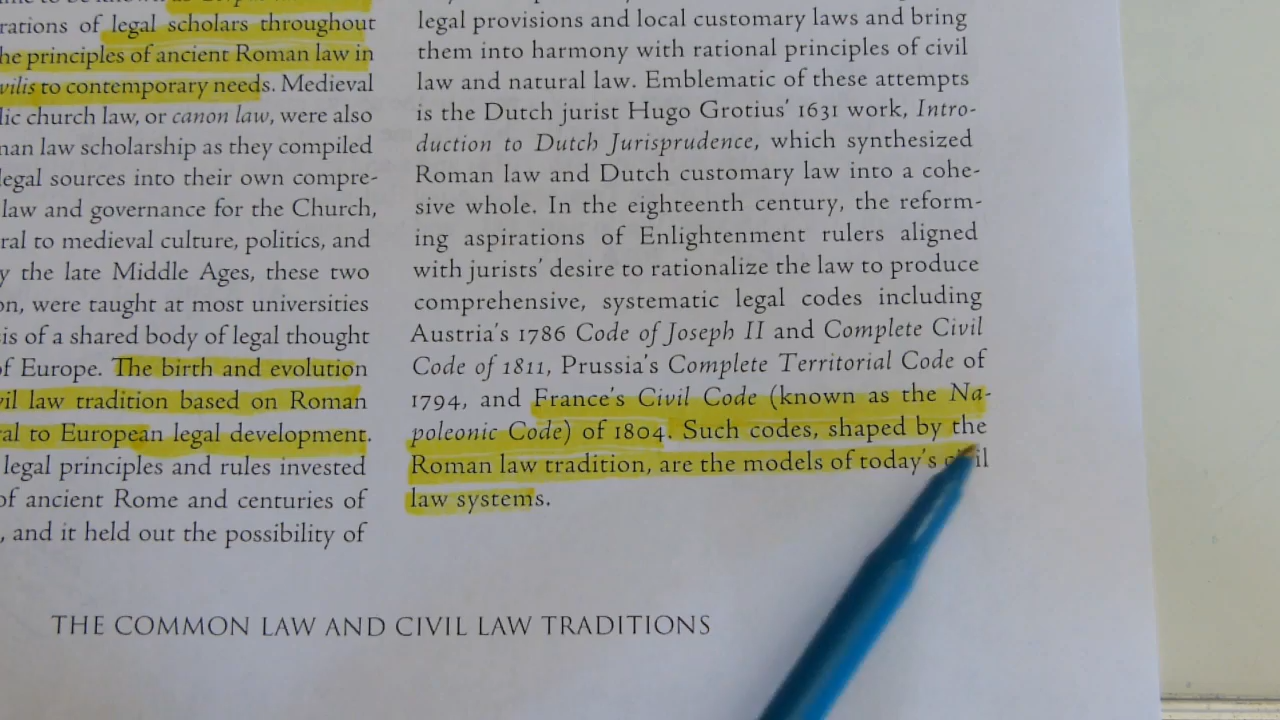 rations of legal scholars throughout
he principles of ancient Roman law in
vilis to contemporary needs. Medieval
lic church law, or canon law, were also
man law scholarship as they compiled
legal sources into their own compre-
law and governance for the Church,
ral to medieval culture, politics, and
y the late Middle Ages, these two
on, were taught at most universities
is of a shared body of legal thought
of Europe. The birth and evolution
vil law tradition based on Roman
ral to European legal development.
legal principles and rules invested
of ancient Rome and centuries of
, and it held out the possibility of
legal provisions and local customary laws and bring
them into harmony with rational principles of civil
law and natural law. Emblematic of these attempts
is the Dutch jurist Hugo Grotius' 1631 work, Intro-
duction to Dutch Jurisprudence, which synthesized
Roman law and Dutch customary law into a cohe-
sive whole. In the eighteenth century, the reform-
ing aspirations of Enlightenment rulers aligned
with jurists' desire to rationalize the law to produce
comprehensive, systematic legal codes including
Austria's 1786 Code of Joseph II and Complete Civil
Code of 1811, Prussia's Complete Territorial Code of
1794, and France's Civil Code (known as the Na-
poleonic Code) of 1804. Such codes, shaped by the
Roman law tradition, are the models of today's civil
law systems.
THE COMMON LAW AND CIVIL LAW TRADITIONS